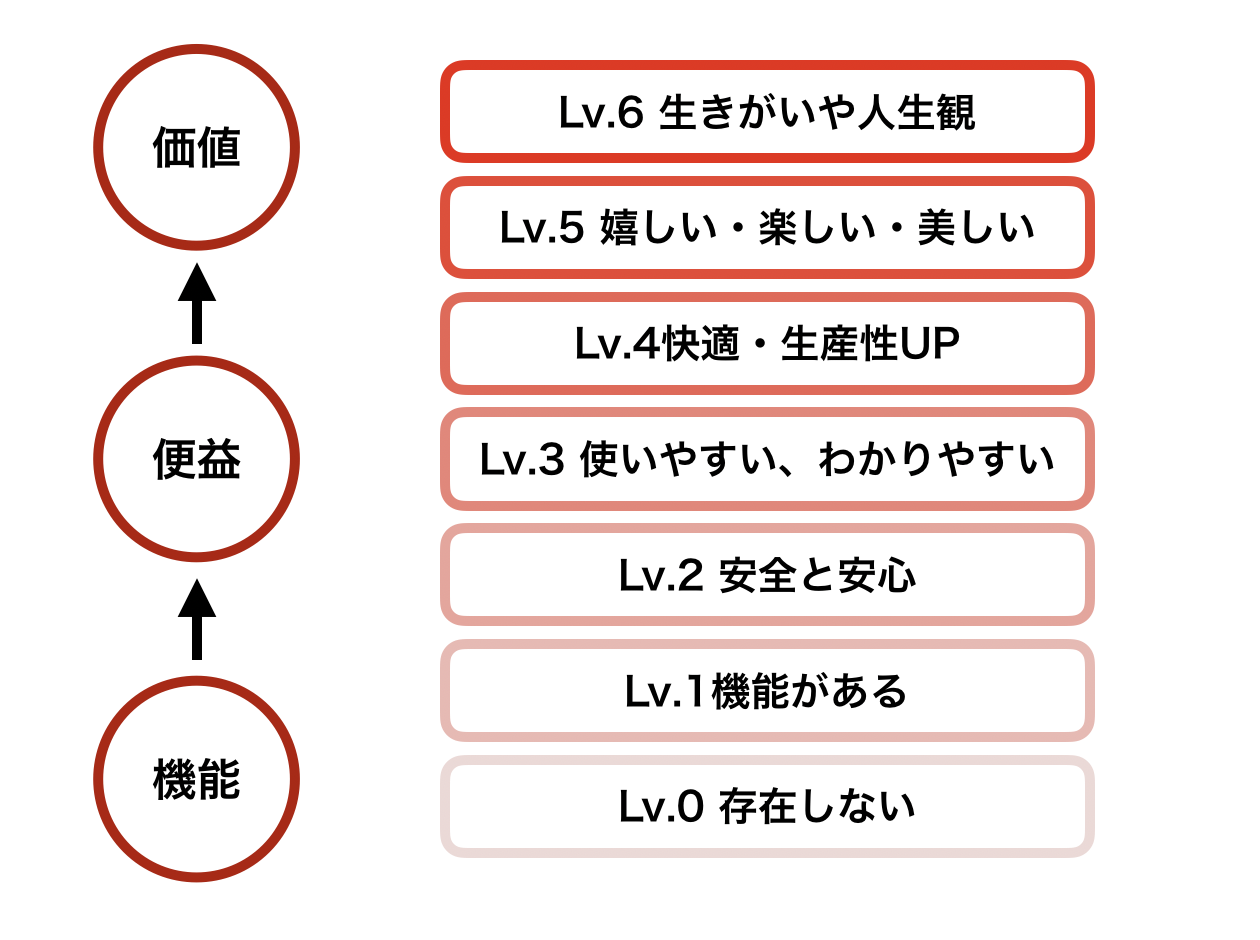 価値
便益
機能
Lv.6 生きがいや人生観
Lv.5 嬉しい・楽しい・美しい
Lv.4快適・生産性UP
Lv.3 使いやすい、わかりやすい
Lv.2 安全と安心
Lv.1機能がある
Lv.0 存在しない